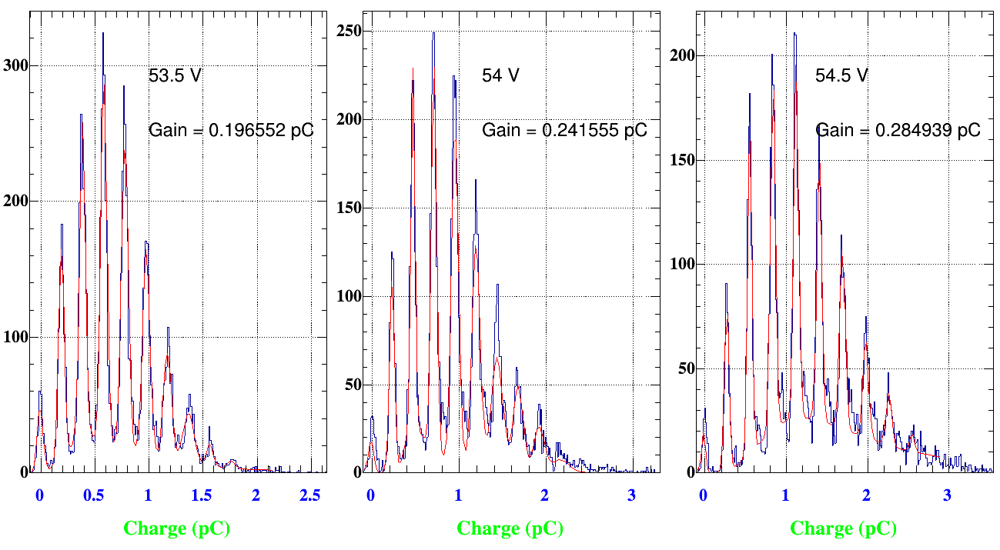 300
200
100
0
53.5 V
Gain = 0.196552 pC
0 0.5 1 1.5 2 2.5
Charge (pC)
250
200
150
100
50
0
54 V
Gain = 0.241555 pC
0 1 2 3
Charge (pC)
200
150
100
50
0
54.5 V
Gain = 0.284939 pC
0 1 2 3
Charge (pC)